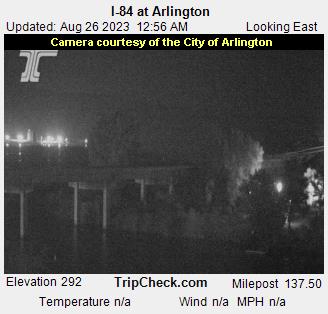 I-84 at Arlington
Updated: Aug 26 2023 12:56 AM Looking East
Camera courtesy of the City of Arlington
Elevation 292 TripCheck.com Milepost 137.50
Temperature n/a Wind n/a MPH n/a